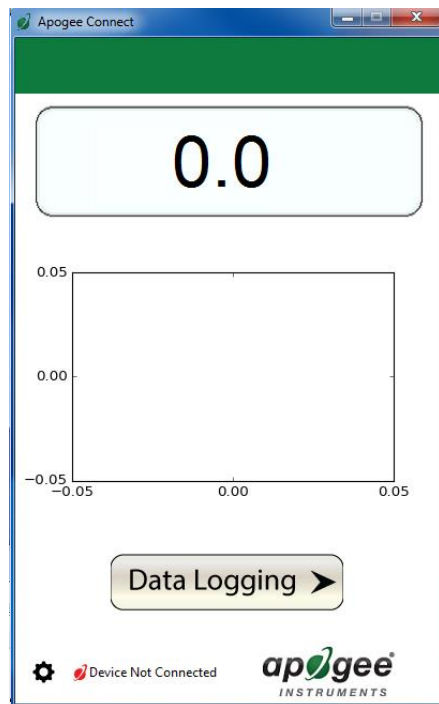 Apogee Connect
0.0
0.05
0.00
−0.05
−0.05 0.00 0.05
Data Logging
Device Not Connected
apogee®
INSTRUMENTS